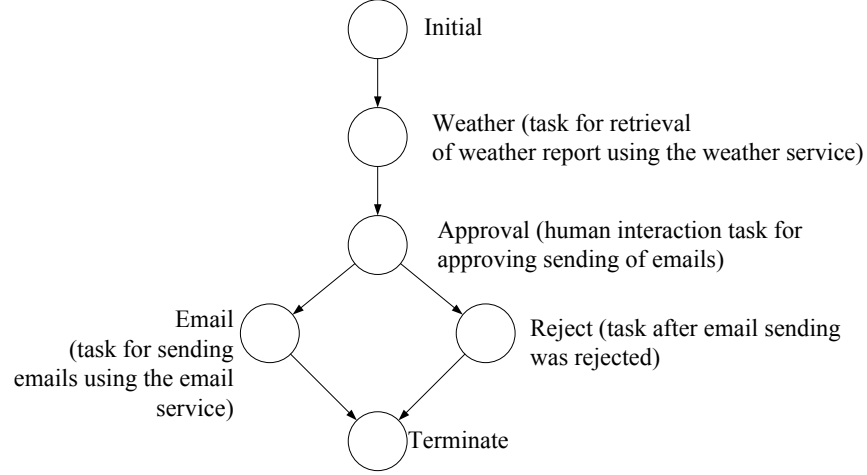 Initial
Weather (task for retrieval
of weather report using the weather service)
Approval (human interaction task for
approving sending of emails)
Email
(task for sending
emails using the email
service)
Reject (task after email sending
was rejected)
Terminate